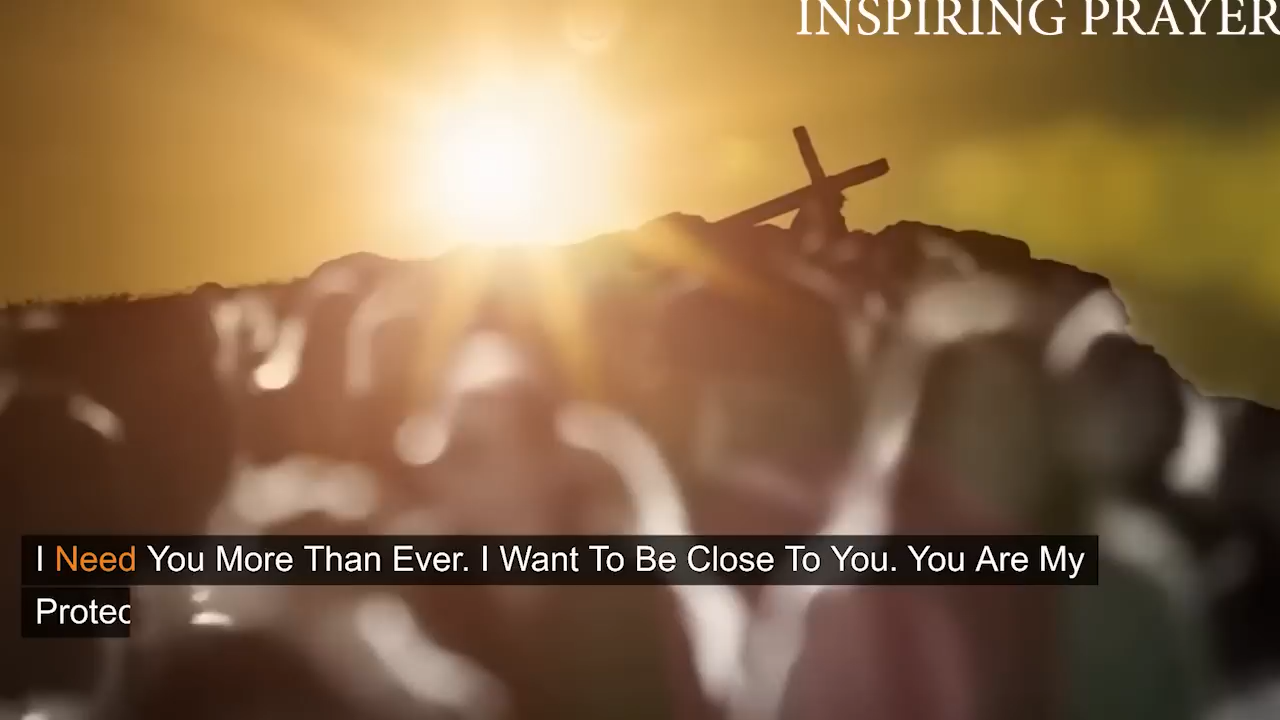 INSPIRING PRAYER
I Need You More Than Ever. I Want To Be Close To You. You Are My
Protec